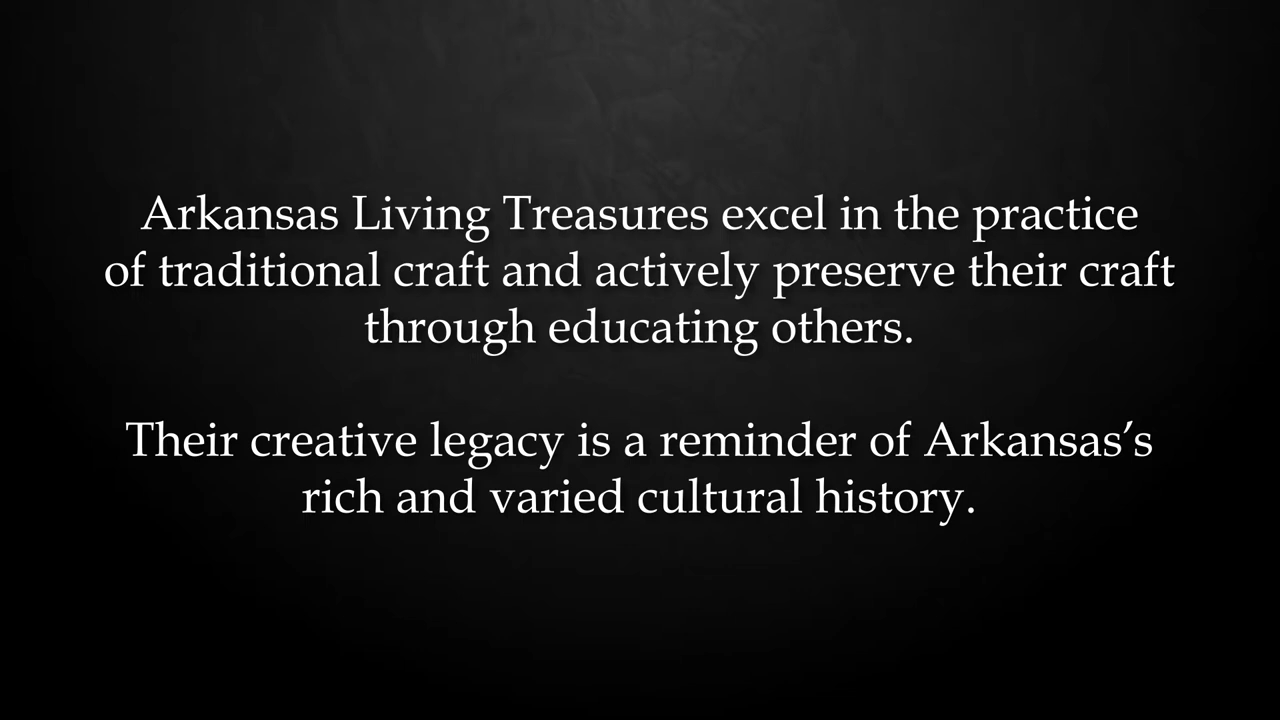 Arkansas Living Treasures excel in the practice
of traditional craft and actively preserve their craft
through educating others.
Their creative legacy is a reminder of Arkansas’s
rich and varied cultural history.